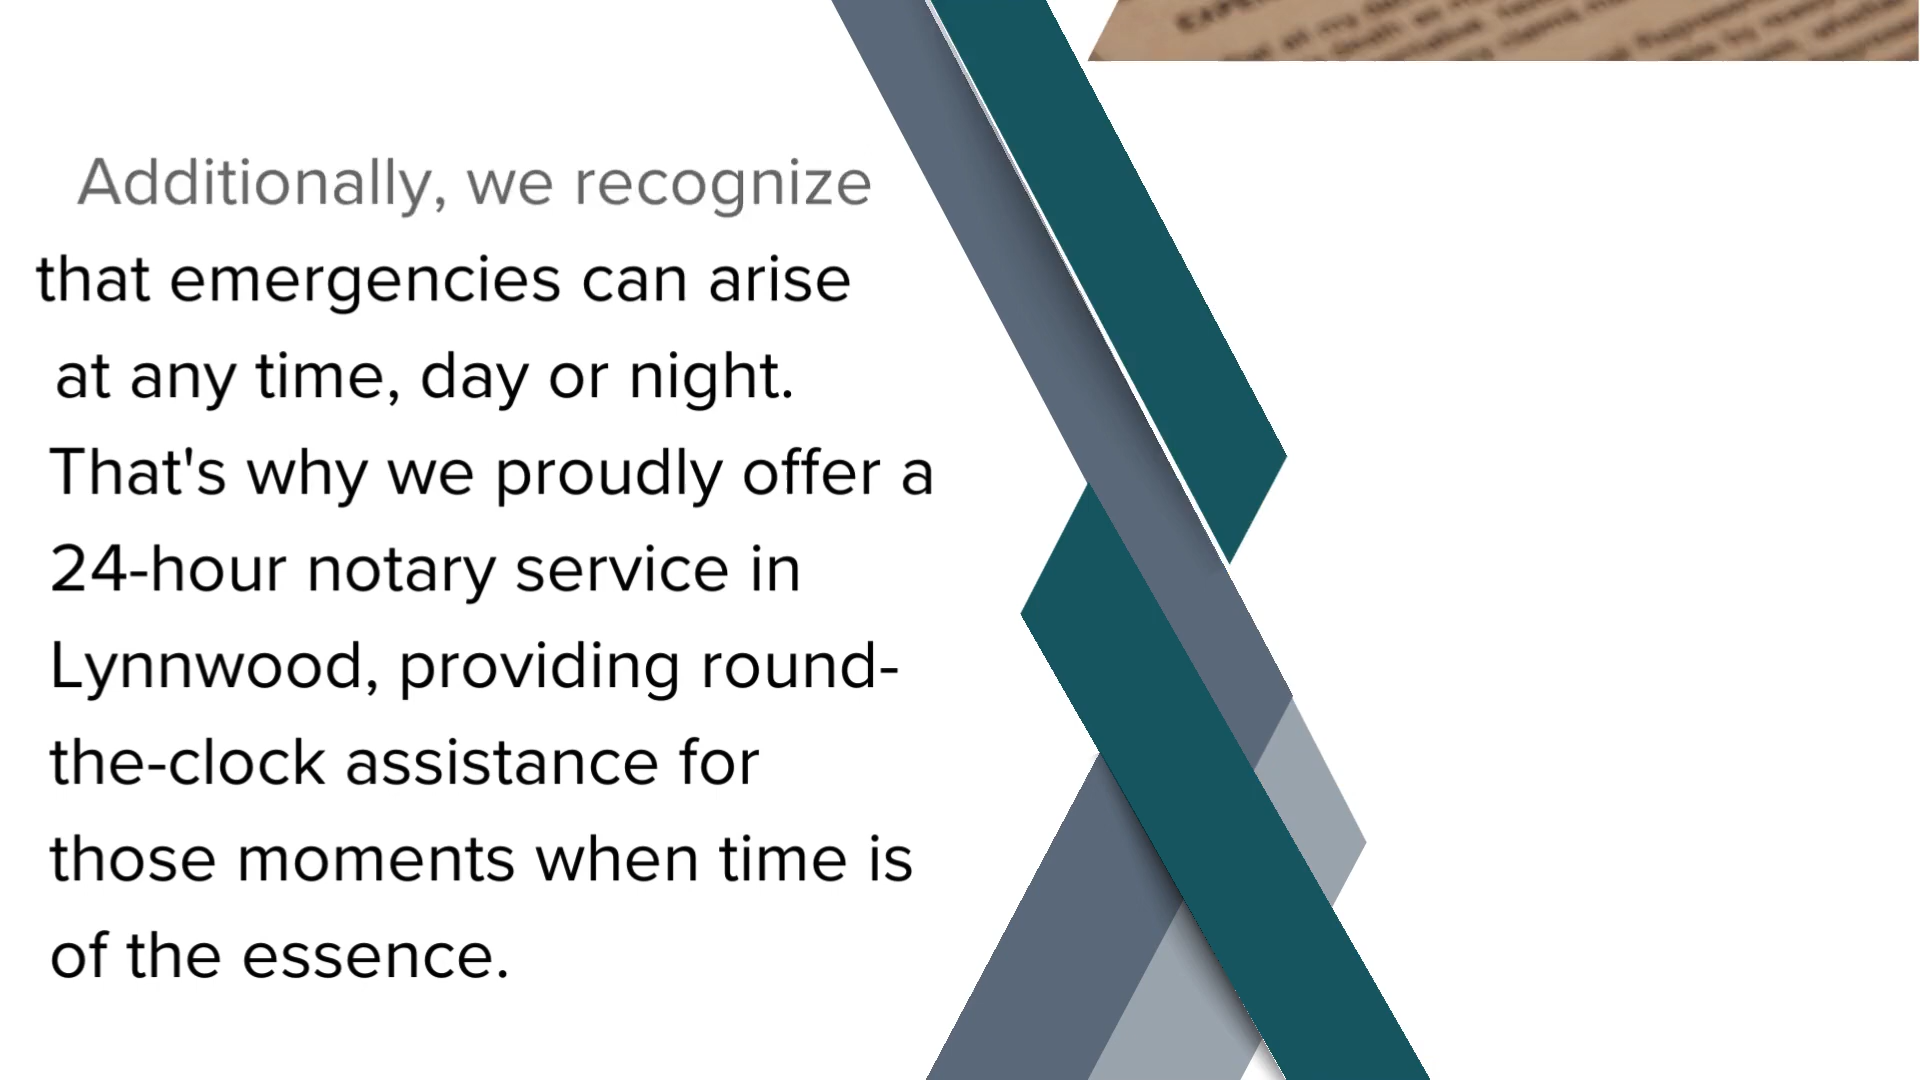 Additionally, we recognize
that emergencies can arise
at any time, day or night.
That's why we proudly offer a
24-hour notary service in
Lynnwood, providing round-
the-clock assistance for
those moments when time is
of the essence.